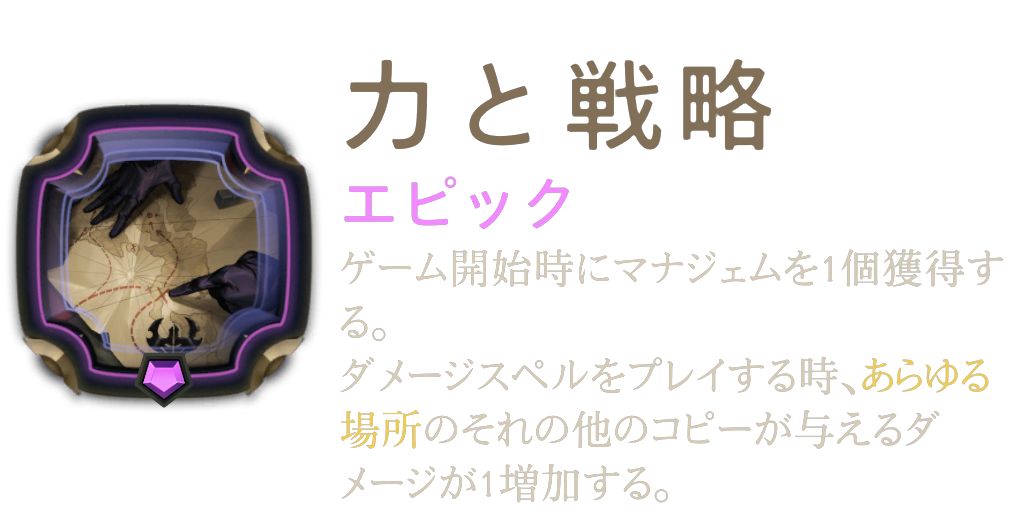 力と戦略
エピック
ゲーム開始時にマナジェムを1個獲得す
る。
ダメージスペルをプレイする時、あらゆる
場所のそれの他のコピーが与えるダ
メージが1増加する。